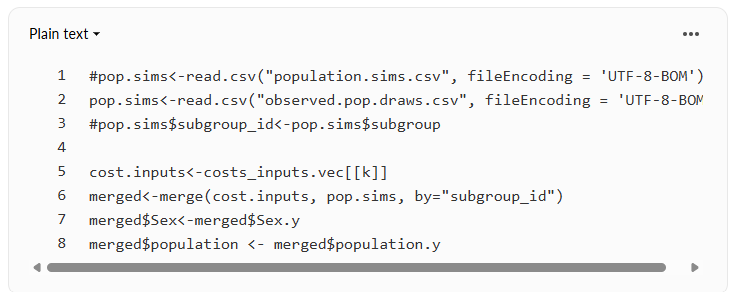 Plain text
1 #pop.sims<-read.csv("population.sims.csv", fileEncoding = 'UTF-8-BOM')
2 pop.sims<-read.csv("observed.pop.draws.csv", fileEncoding = 'UTF-8-BOM
3 #pop.sims$subgroup_id<-pop.sims$subgroup
4
5 cost.inputs<-costs_inputs.vec[[k]]
6 merged<-merge(cost.inputs, pop.sims, by="subgroup_id")
7 merged$Sex<-merged$Sex.y
8 merged$population <- merged$population.y